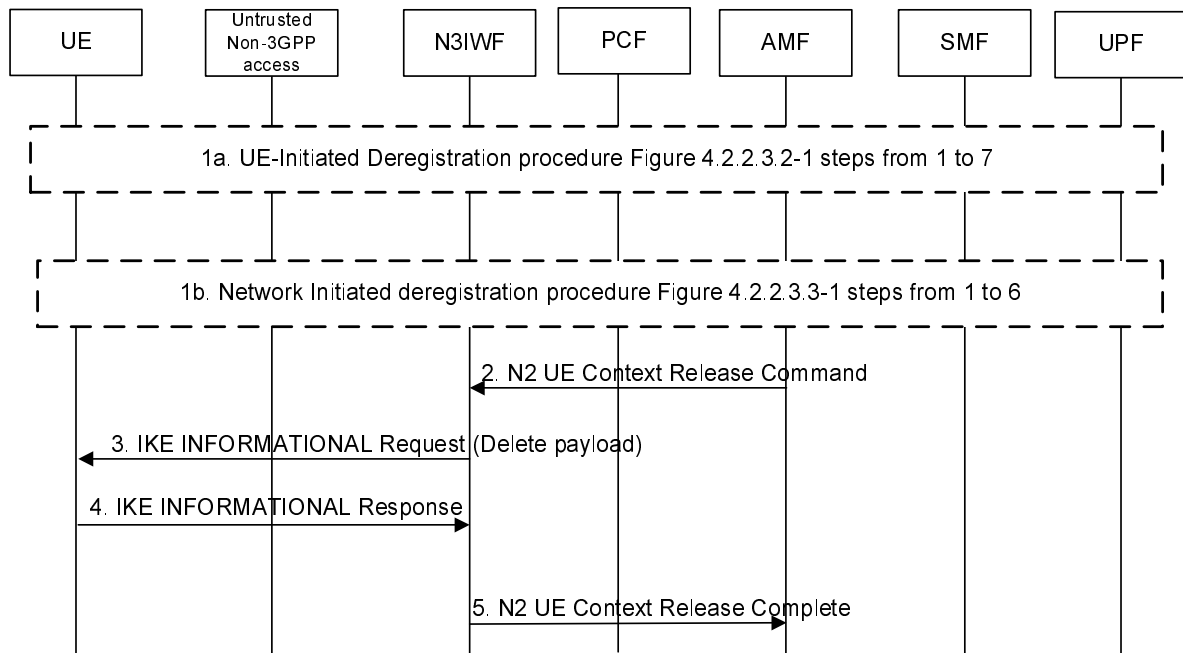 UE
Untrusted
Non-3GPP
access
N3IWF
PCF
AMF
SMF
UPF
1a. UE-Initiated Deregistration procedure Figure 4.2.2.3.2-1 steps from 1 to 7
1b. Network Initiated deregistration procedure Figure 4.2.2.3.3-1 steps from 1 to 6
2. N2 UE Context Release Command
3. IKE INFORMATIONAL Request (Delete payload)
4. IKE INFORMATIONAL Response
5. N2 UE Context Release Complete